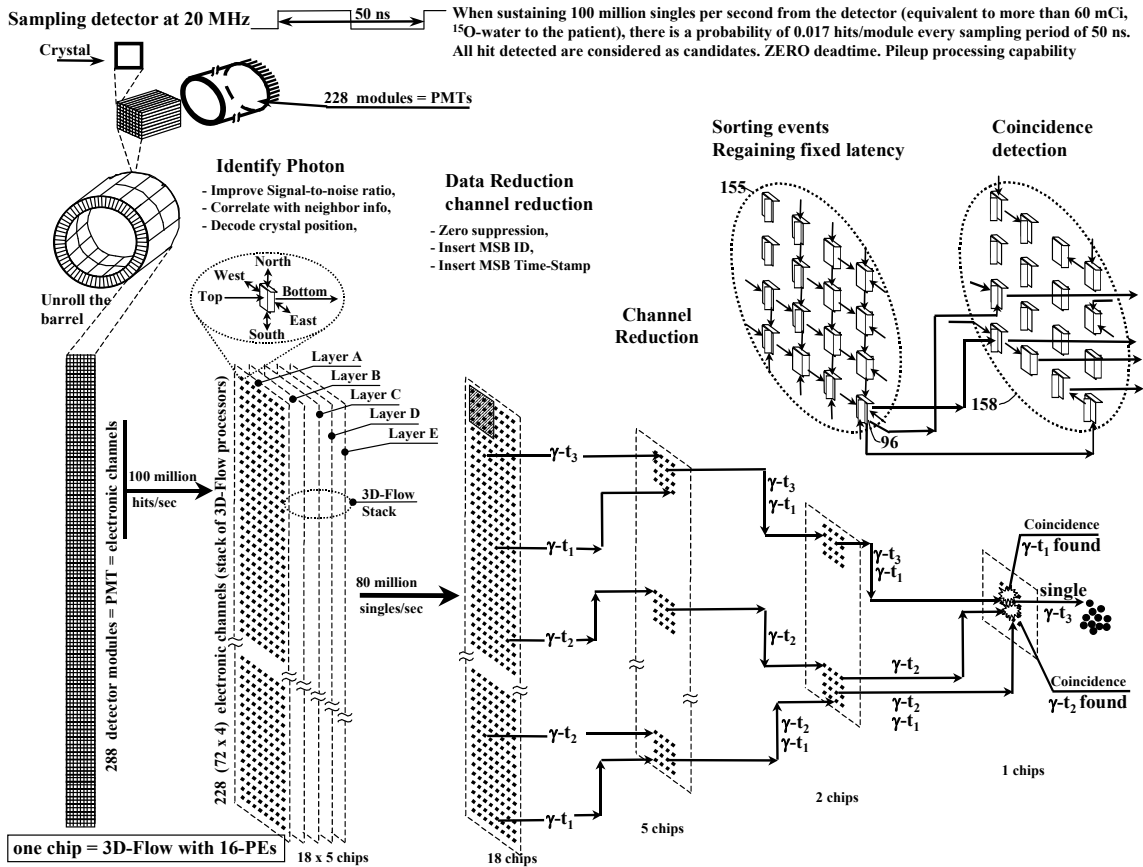 Sampling detector at 20 MHz
50 ns
When sustaining 100 million singles per second from the detector (equivalent to more than 60 mCi,
¹⁵O-water to the patient), there is a probability of 0.017 hits/module every sampling period of 50 ns.
All hit detected are considered as candidates. ZERO deadtime. Pileup processing capability
Crystal
228 modules = PMTs
Identify Photon
- Improve Signal-to-noise ratio,
- Correlate with neighbor info,
- Decode crystal position,
Data Reduction
channel reduction
- Zero suppression,
- Insert MSB ID,
- Insert MSB Time-Stamp
Sorting events
Regaining fixed latency
Coincidence
detection
155
158
96
Unroll the
barrel
North
West
Top
Bottom
East
South
Channel
Reduction
Layer A
Layer B
Layer C
Layer D
Layer E
3D-Flow
Stack
288 detector modules = PMT = electronic channels
100 million
hits/sec
228 (72 x 4) electronic channels (stack of 3D-Flow processors)
80 million
singles/sec
γ-t₃
γ-t₁
γ-t₂
γ-t₂
γ-t₁
γ-t₃
γ-t₁
γ-t₂
γ-t₂
γ-t₁
γ-t₃
γ-t₁
γ-t₂
γ-t₂
γ-t₁
Coincidence
γ-t₁ found
single
γ-t₃
Coincidence
γ-t₂ found
one chip = 3D-Flow with 16-PEs
18 x 5 chips
18 chips
5 chips
2 chips
1 chips